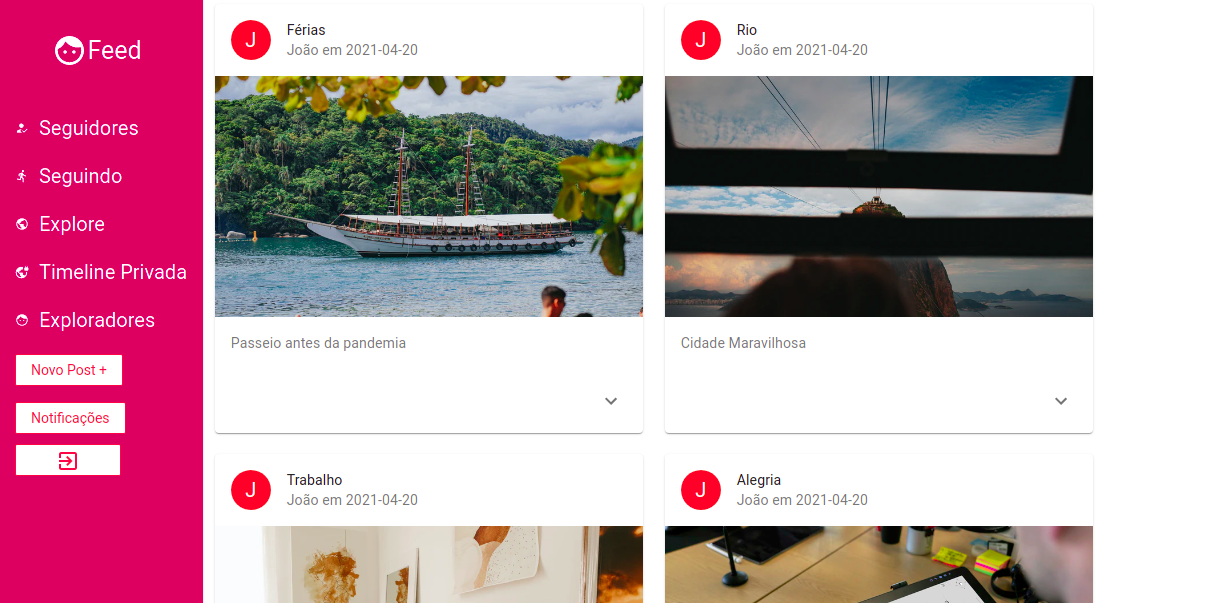 Feed
Seguidores
Seguindo
Explore
Timeline Privada
Exploradores
Novo Post +
Notificações
J
Férias
João em 2021-04-20
Passeio antes da pandemia
J
Rio
João em 2021-04-20
Cidade Maravilhosa
J
Trabalho
João em 2021-04-20
J
Alegria
João em 2021-04-20